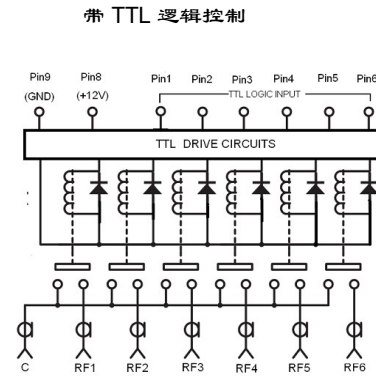 带 TTL 逻辑控制
Pin9 Pin8 Pin1 Pin2 Pin3 Pin4 Pin5 Pin6
(GND) (+12V) TTL LOGIC INPUT
TTL DRIVE CIRCUITS
C RF1 RF2 RF3 RF4 RF5 RF6